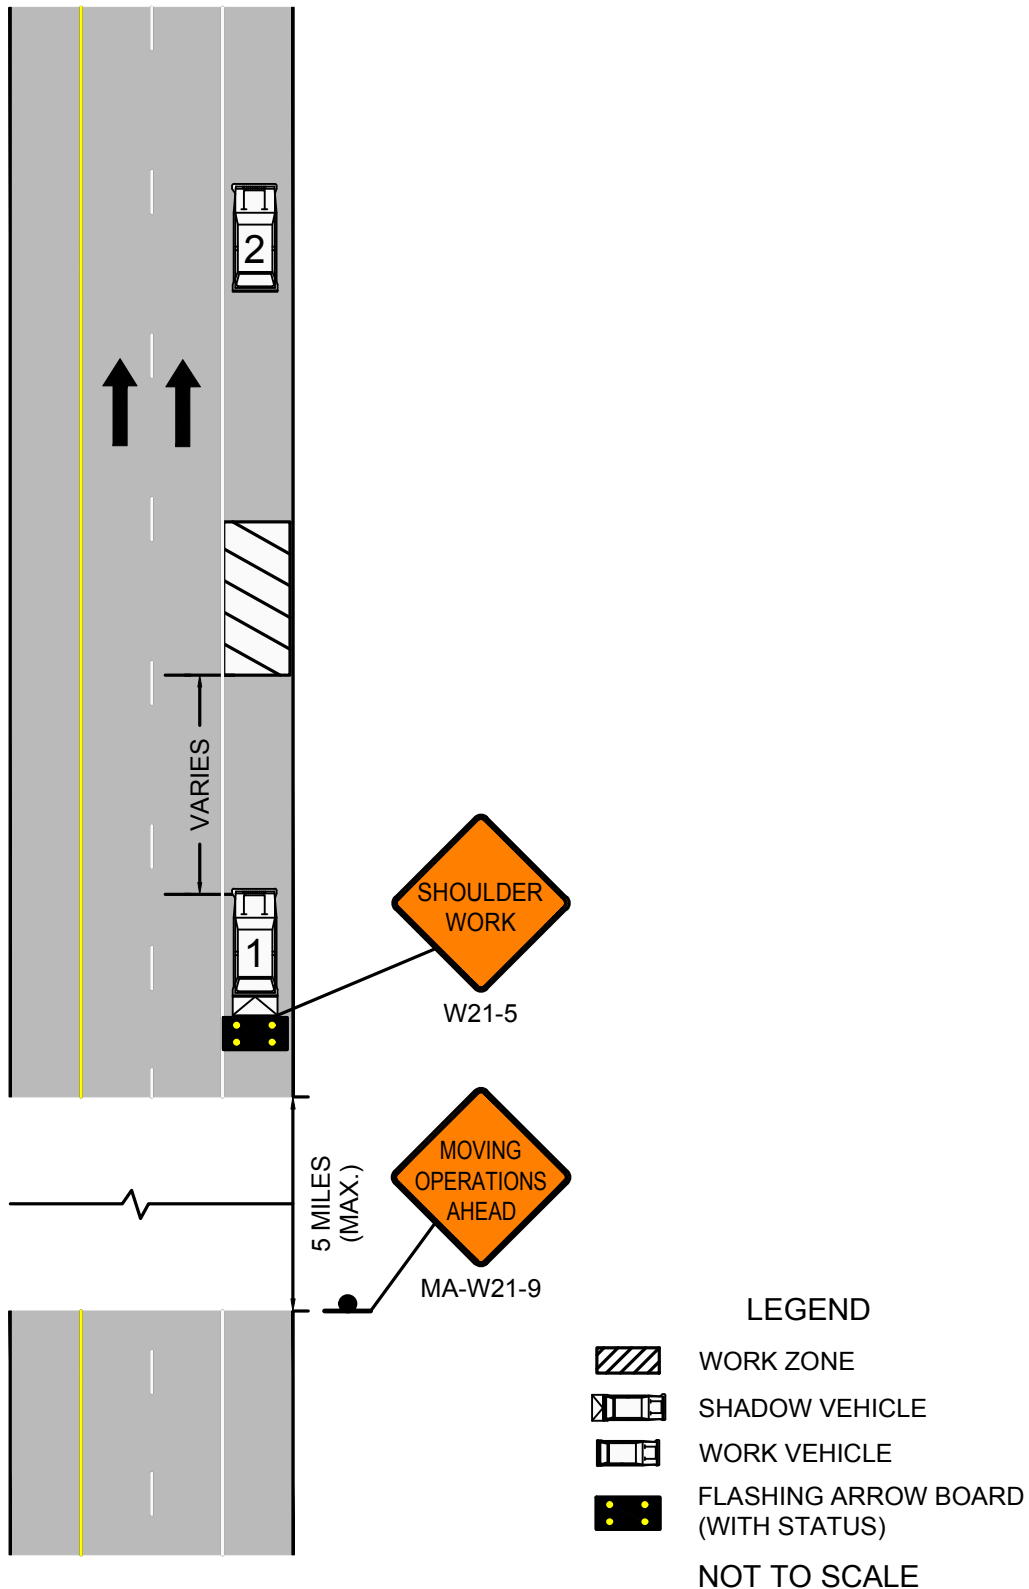 2
VARIES
SHOULDER
WORK
W21-5
1
MOVING
OPERATIONS
AHEAD
MA-W21-9
5 MILES
(MAX.)
LEGEND
WORK ZONE
SHADOW VEHICLE
WORK VEHICLE
FLASHING ARROW BOARD
(WITH STATUS)
NOT TO SCALE